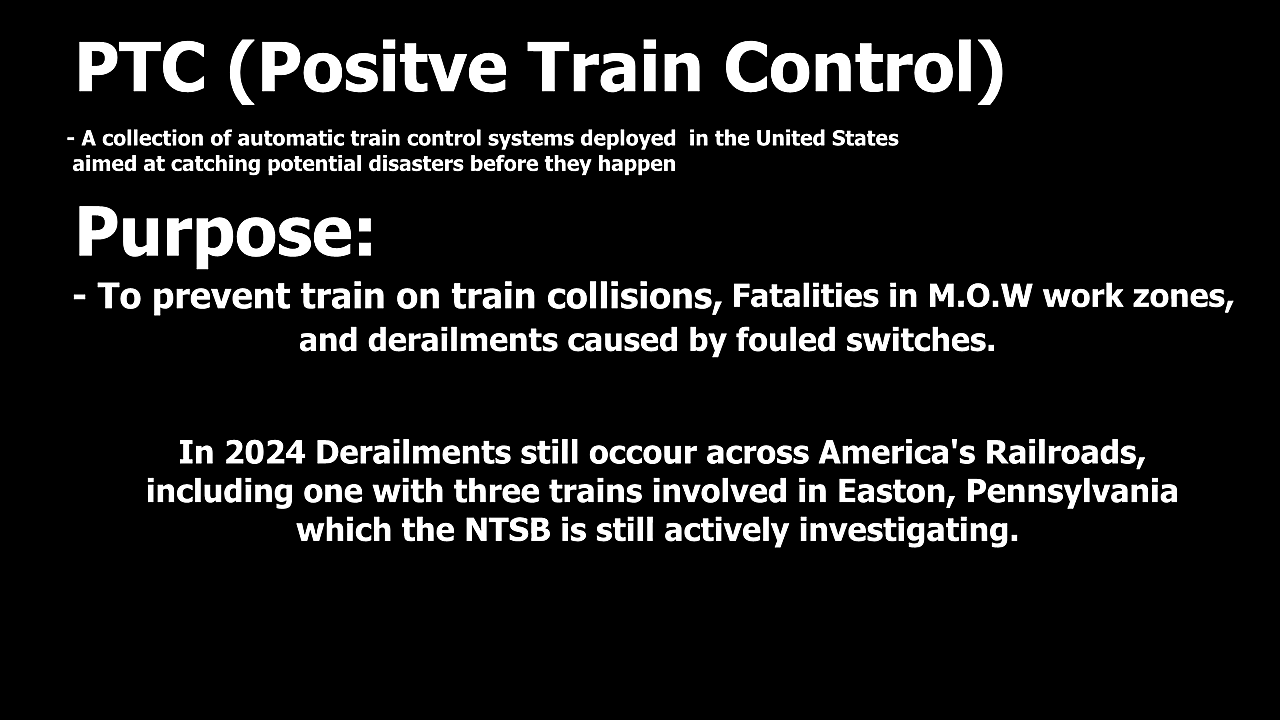 PTC (Positve Train Control)
- A collection of automatic train control systems deployed  in the United States
aimed at catching potential disasters before they happen
Purpose:
- To prevent train on train collisions, Fatalities in M.O.W work zones,
and derailments caused by fouled switches.
In 2024 Derailments still occour across America's Railroads,
including one with three trains involved in Easton, Pennsylvania
which the NTSB is still actively investigating.